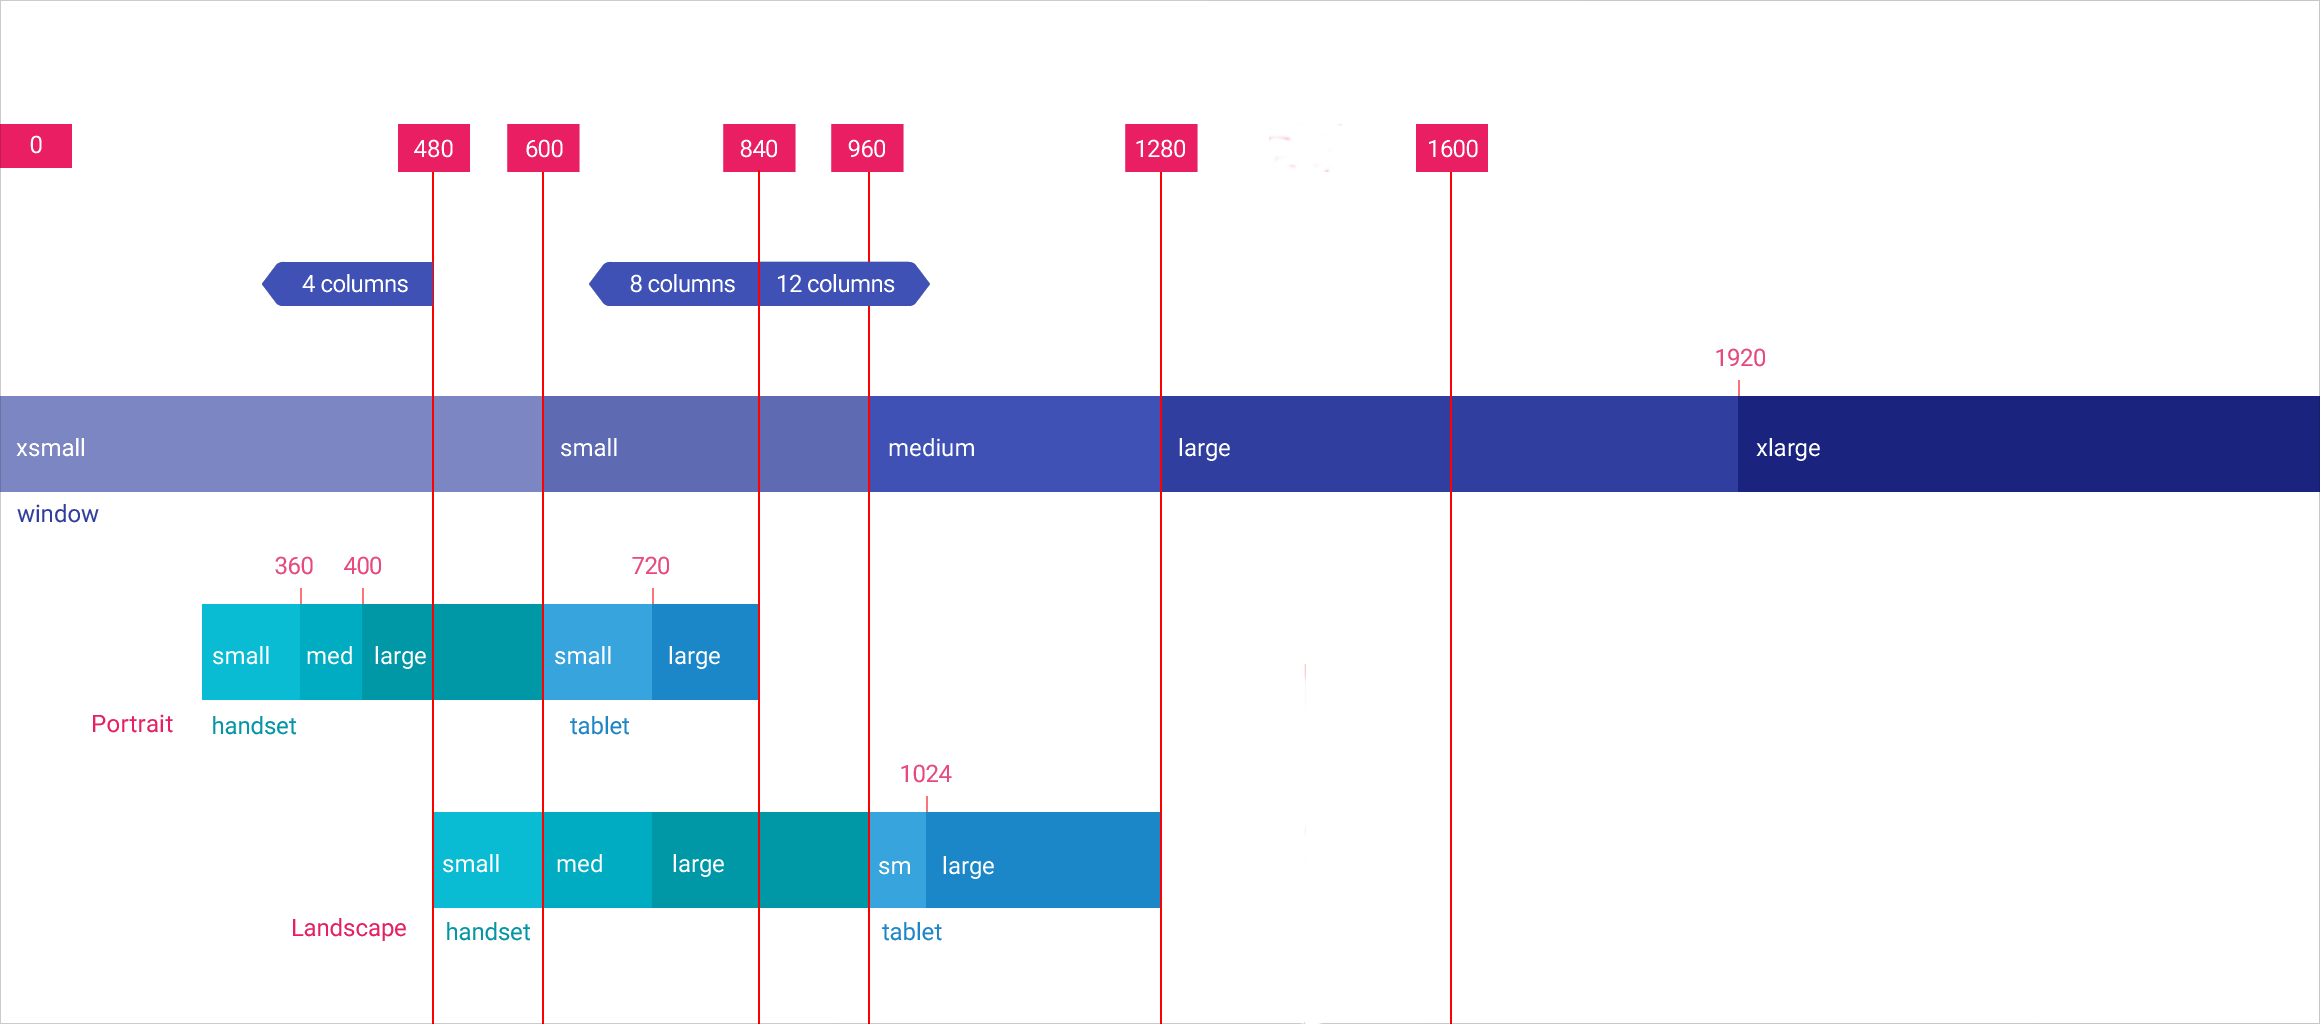 0 480 600 840 960 1280 1600
4 columns 8 columns 12 columns
1920
xsmall small medium large xlarge
window
360 400 720
small med large small large
Portrait handset tablet
1024
small med large sm large
Landscape handset tablet